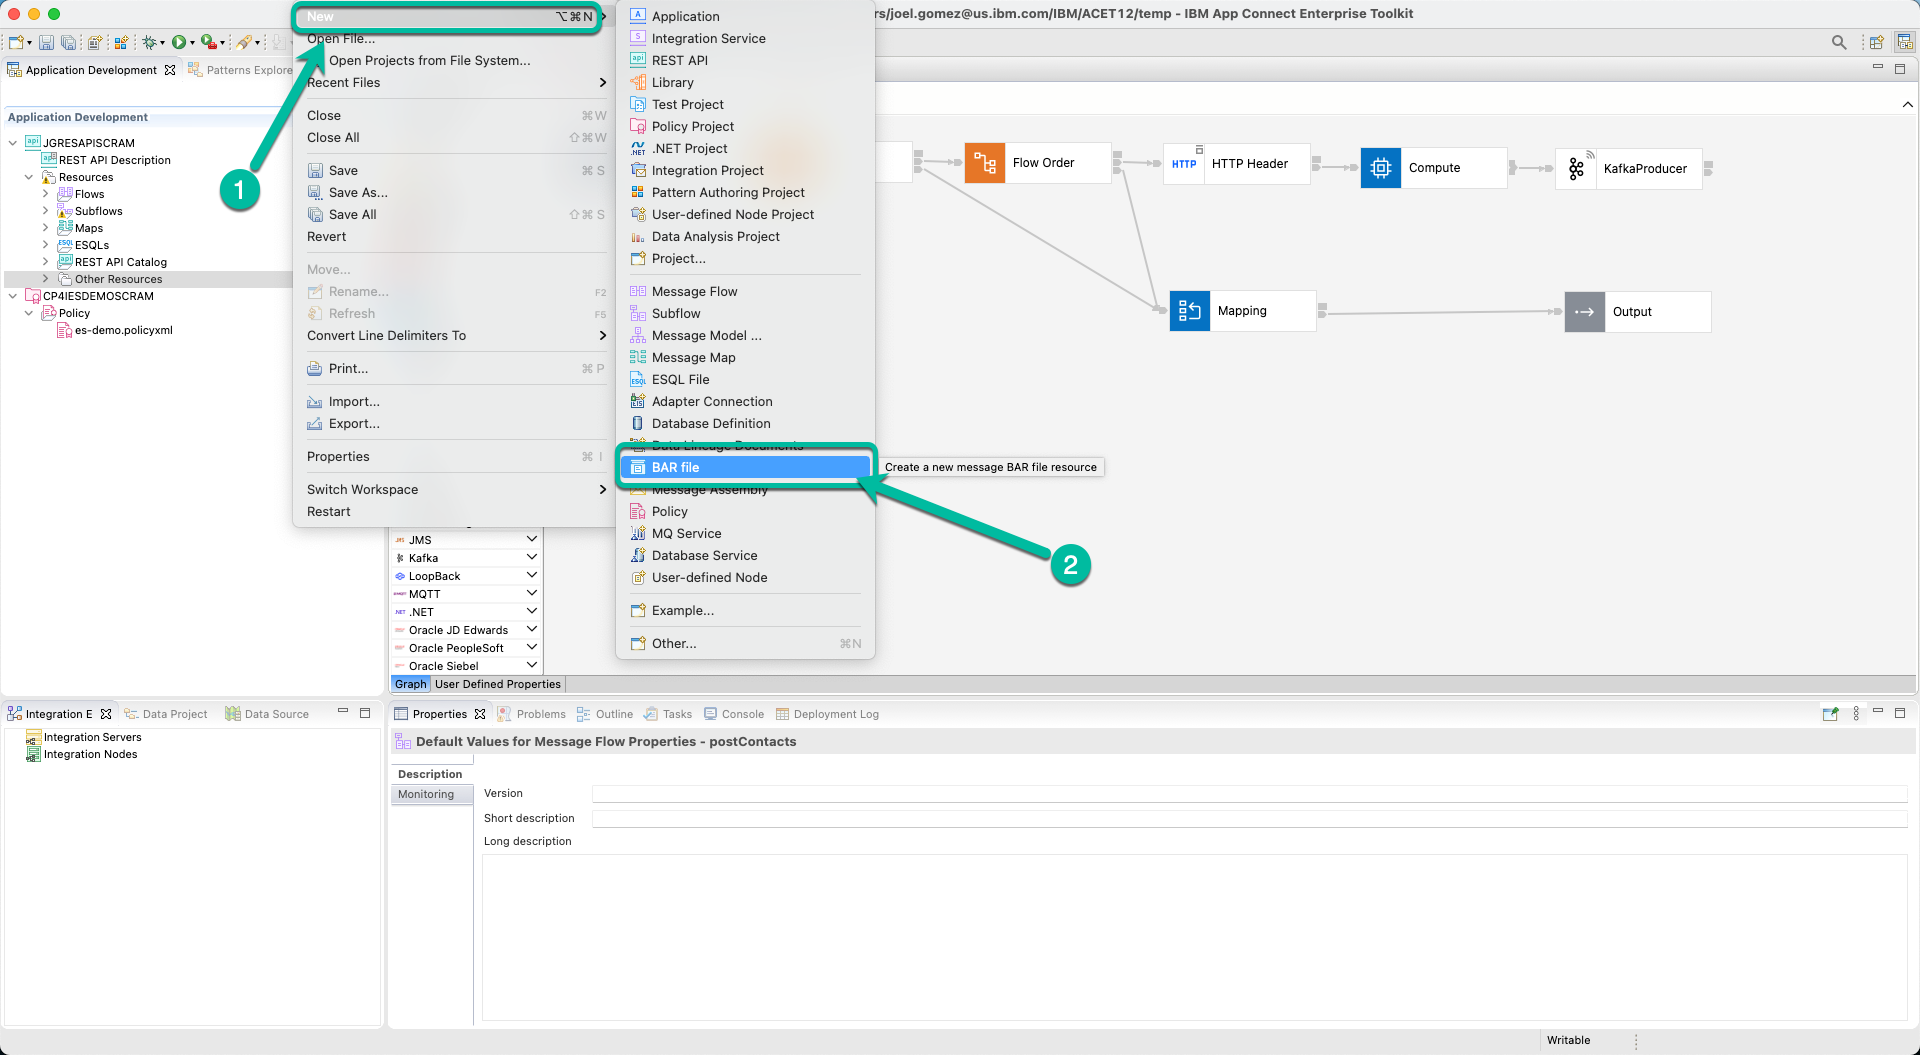 rs/joel.gomez@us.ibm.com/IBM/ACET12/temp - IBM App Connect Enterprise Toolkit
New ⌥⌘N
Open File...
Open Projects from File System...
Recent Files
Close ⌘W
Close All ⇧⌘W
Save ⌘S
Save As...
Save All ⇧⌘S
Revert
Move...
Rename... F2
Refresh F5
Convert Line Delimiters To
Print... ⌘P
Import...
Export...
Properties ⌘I
Switch Workspace
Restart
Application
Integration Service
REST API
Library
Test Project
Policy Project
.NET Project
Integration Project
Pattern Authoring Project
User-defined Node Project
Data Analysis Project
Project...
Message Flow
Subflow
Message Model ...
Message Map
ESQL File
Adapter Connection
Database Definition
Data Lineage Documents
BAR file
Message Assembly
Policy
MQ Service
Database Service
User-defined Node
Example...
Other... ⌘N
Create a new message BAR file resource
1
2
Application Development
Patterns Explore
Application Development
JGRESAPISCRAM
REST API Description
Resources
Flows
Subflows
Maps
ESQLs
REST API Catalog
Other Resources
CP4IESDEMOSCRAM
Policy
es-demo.policyxml
Flow Order
HTTP HTTP Header
Compute
KafkaProducer
Mapping
Output
JMS
Kafka
LoopBack
MQTT
.NET
Oracle JD Edwards
Oracle PeopleSoft
Oracle Siebel
Graph User Defined Properties
Integration E Data Project Data Source
Integration Servers
Integration Nodes
Properties Problems Outline Tasks Console Deployment Log
Default Values for Message Flow Properties - postContacts
Description
Monitoring
Version
Short description
Long description
Writable